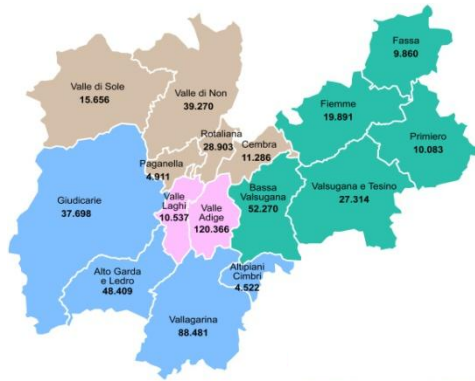 Fassa
9.860
Valle di Sole
15.656
Valle di Non
39.270
Fiemme
19.891
Rotaliana
28.903
Cembra
11.286
Primiero
10.083
Paganella
4.911
Giudicarie
37.698
Valle
Laghi
10.537
Valle
Adige
120.366
Bassa
Valsugana
52.270
Valsugana e Tesino
27.314
Alto Garda
e Ledro
48.409
Altipiani
Cimbri
4.522
Vallagarina
88.481